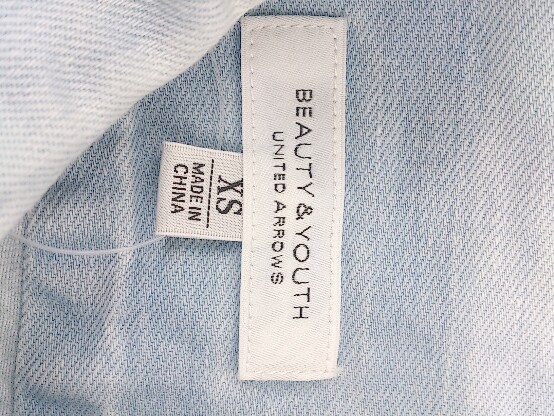 BEAUTY & YOUTH
UNITED ARROWS
XS
MADE IN
CHINA